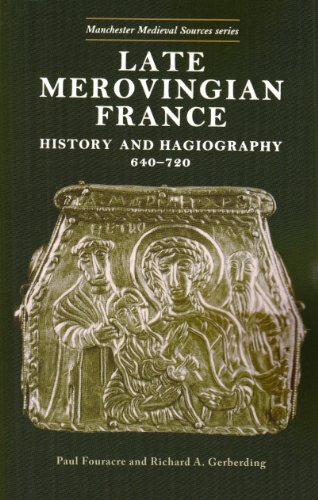 Manchester Medieval Sources series
LATE
MEROVINGIAN
FRANCE
HISTORY AND HAGIOGRAPHY
640–720
Paul Fouracre and Richard A. Gerberding